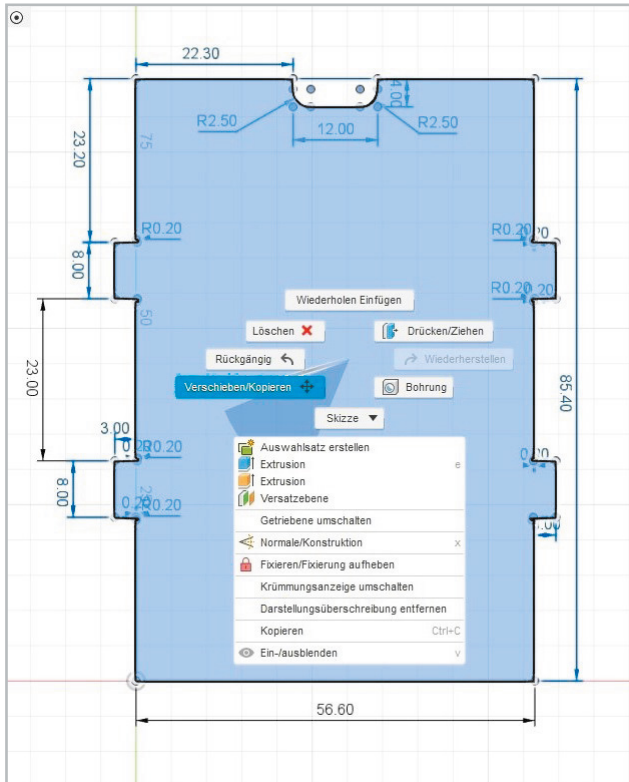 22.30
4.00
R2.50
R2.50
12.00
23.20
75
R0.20
R0.20
8.00
R0.20
50
Wiederholen Einfügen
Löschen
Drücken/Ziehen
Rückgängig
Wiederherstellen
Verschieben/Kopieren
Bohrung
Skizze
23.00
85.40
3.00
R0.20
8.00
R0.20
Auswahlsatz erstellen
Extrusion e
Extrusion
Versatzebene
Getriebene umschalten
Normale/Konstruktion x
Fixieren/Fixierung aufheben
Krümmungsanzeige umschalten
Darstellungsüberschreibung entfernen
Kopieren Ctrl+C
Ein-/ausblenden v
56.60